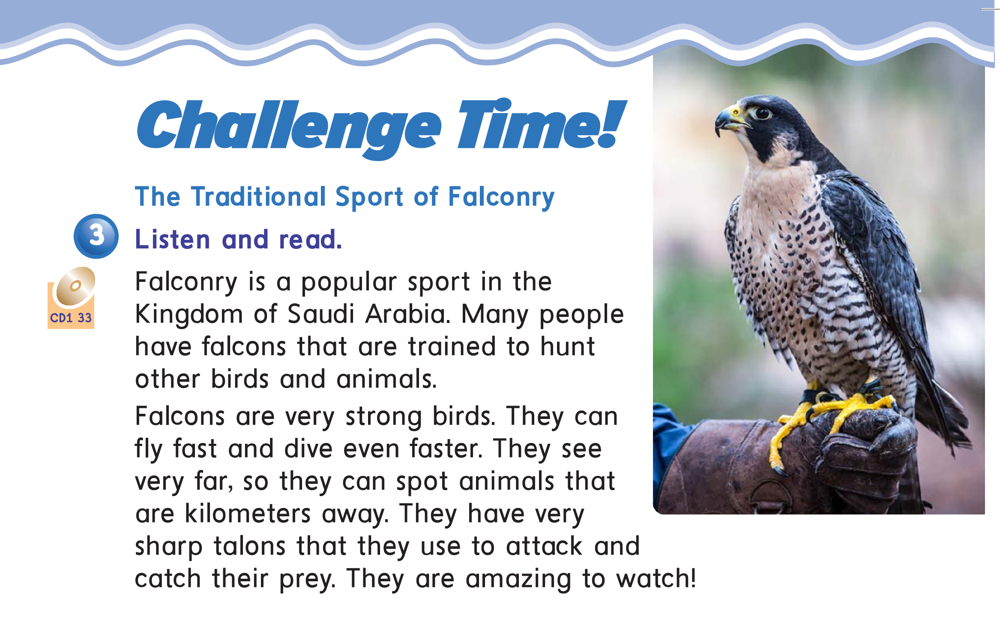 Challenge Time!
The Traditional Sport of Falconry
3 Listen and read.
CD1 33
Falconry is a popular sport in the
Kingdom of Saudi Arabia. Many people
have falcons that are trained to hunt
other birds and animals.
Falcons are very strong birds. They can
fly fast and dive even faster. They see
very far, so they can spot animals that
are kilometers away. They have very
sharp talons that they use to attack and
catch their prey. They are amazing to watch!